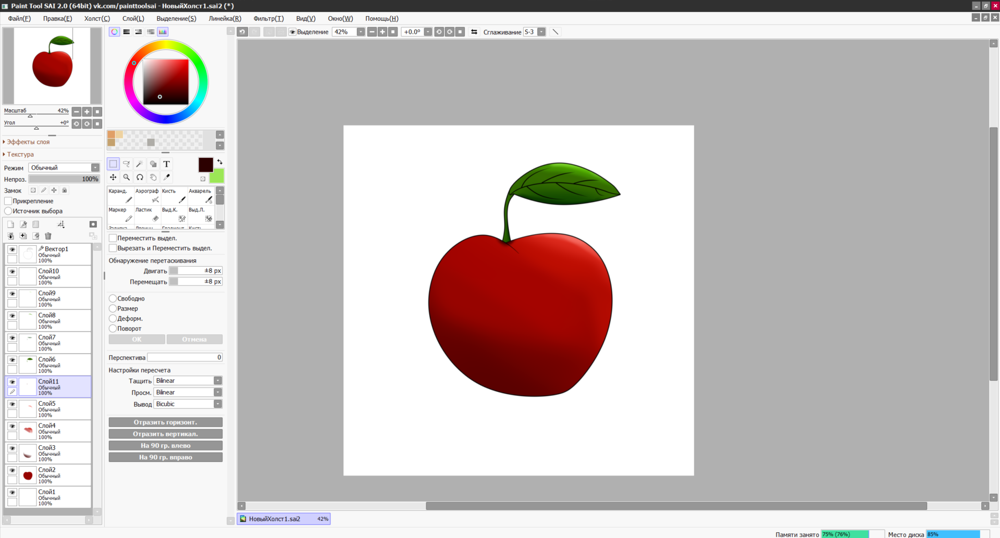 Paint Tool SAI 2.0 (64bit) vk.com/painttoolsai - НовыйХолст1.sai2 (*)
Файл(F) Правка(E) Холст(C) Слой(L) Выделение(S) Линейка(R) Фильтр(T) Вид(V) Окно(W) Помощь(H)
Выделение 42% +0.0° Сглаживание S-3
Масштаб 42%
Угол +0°
Эффекты слоя
Текстура
Режим Обычный
Непроз. 100%
Замок
Прикрепление
Источник выбора
Вектор1
Обычный
100%
Слой10
Обычный
100%
Слой9
Обычный
100%
Слой8
Обычный
100%
Слой7
Обычный
100%
Слой6
Обычный
100%
Слой11
Обычный
100%
Слой5
Обычный
100%
Слой4
Обычный
100%
Слой3
Обычный
100%
Слой2
Обычный
100%
Слой1
Обычный
100%
T
Каранд. Аэрограф Кисть Акварель
Маркер Ластик Выд.К. Выд.Л.
Переместить выдел.
Вырезать и Переместить выдел.
Обнаружение перетаскивания
Двигать ±8 px
Перемещать ±8 px
Свободно
Размер
Деформ.
Поворот
OK Отмена
Перспектива 0
Настройки пересчета
Тащить Bilinear
Просм. Bilinear
Вывод Bicubic
Отразить горизонт.
Отразить вертикал.
На 90 гр. влево
На 90 гр. вправо
НовыйХолст1.sai2 42%
Памяти занято 75% (76%) Место диска 85%